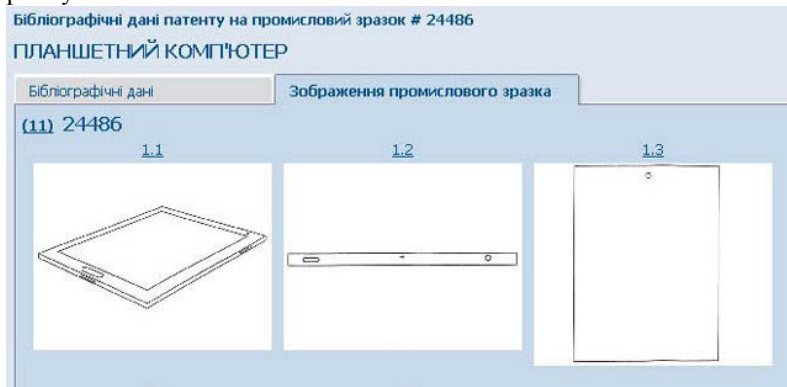 Бібліографічні дані патенту на промисловий зразок # 24486
ПЛАНШЕТНИЙ КОМП'ЮТЕР
Бібліографічні дані
Зображення промислового зразка
(11) 24486
1.1 1.2 1.3